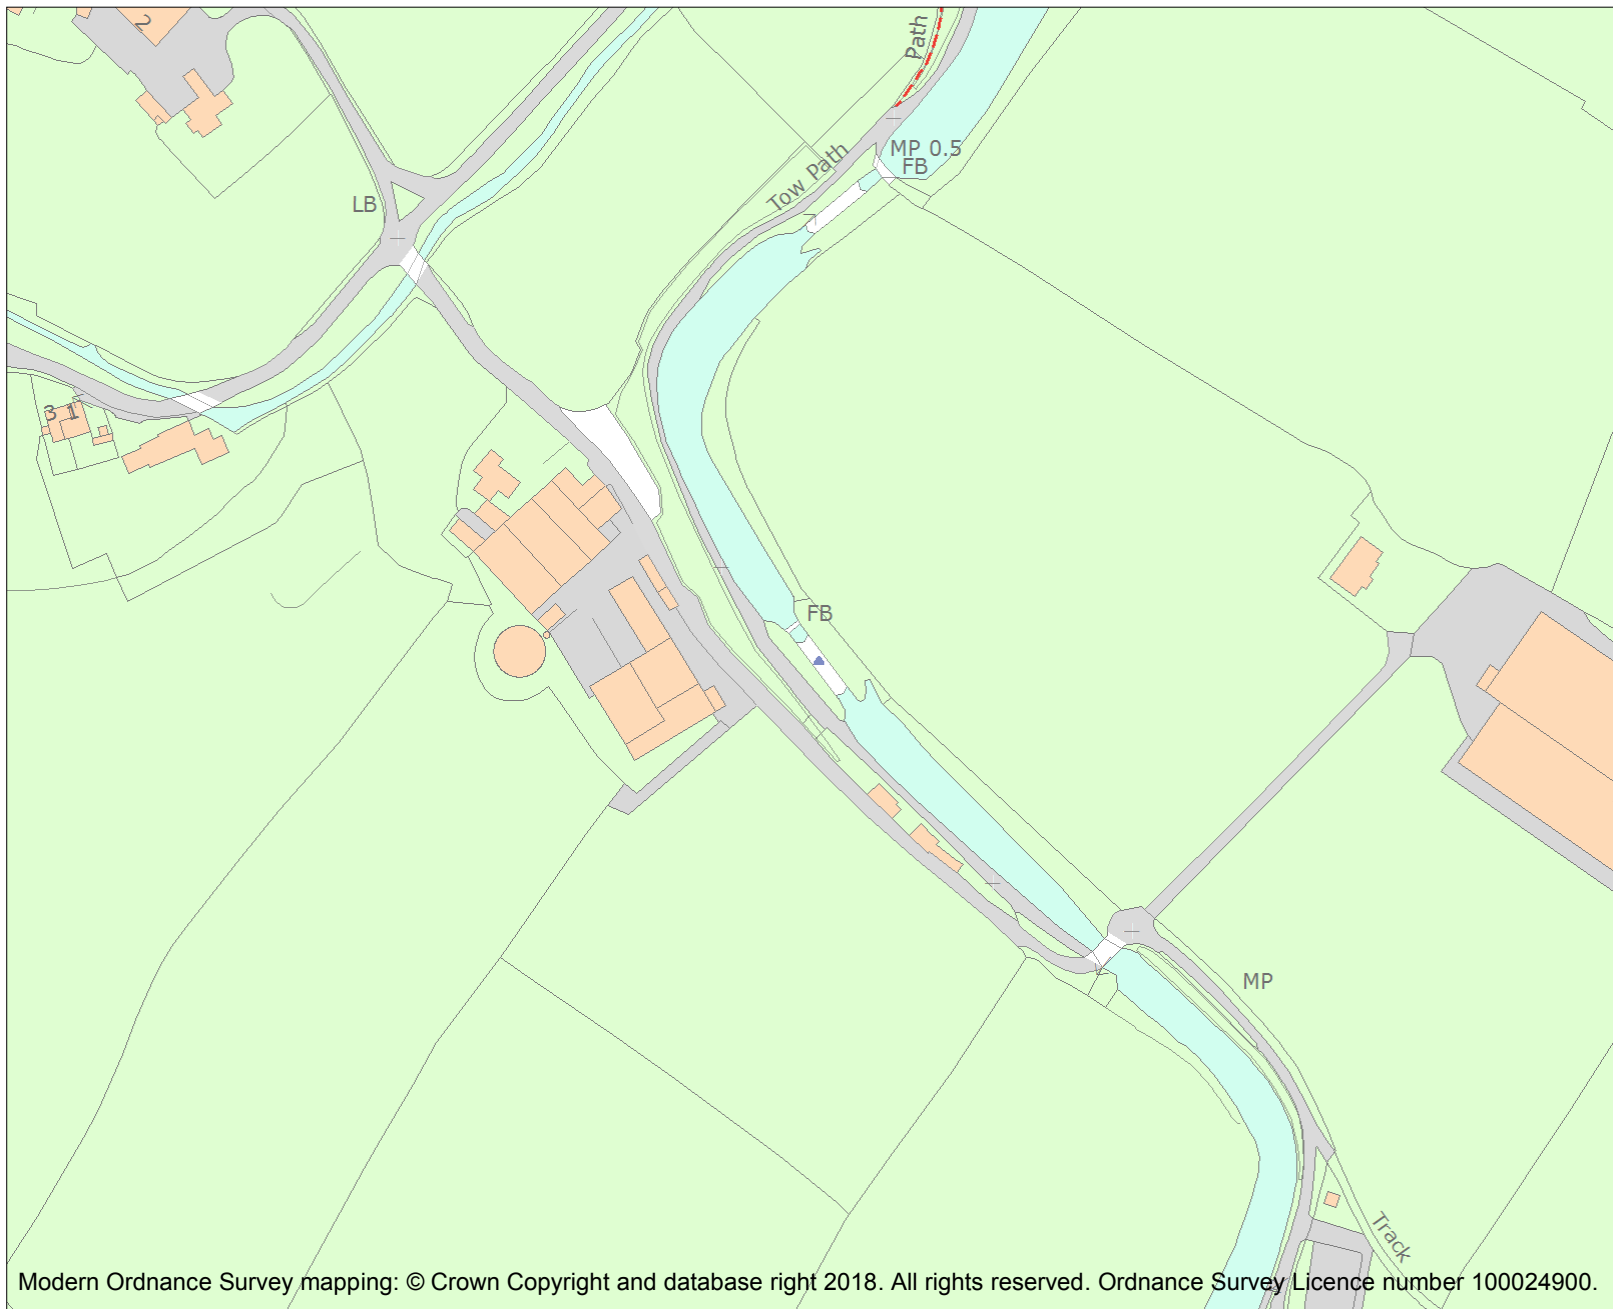 2
Path
MP 0.5
FB
Tow Path
LB
3 1
FB
MP
Track
Modern Ordnance Survey mapping: © Crown Copyright and database right 2018. All rights reserved. Ordnance Survey Licence number 100024900.